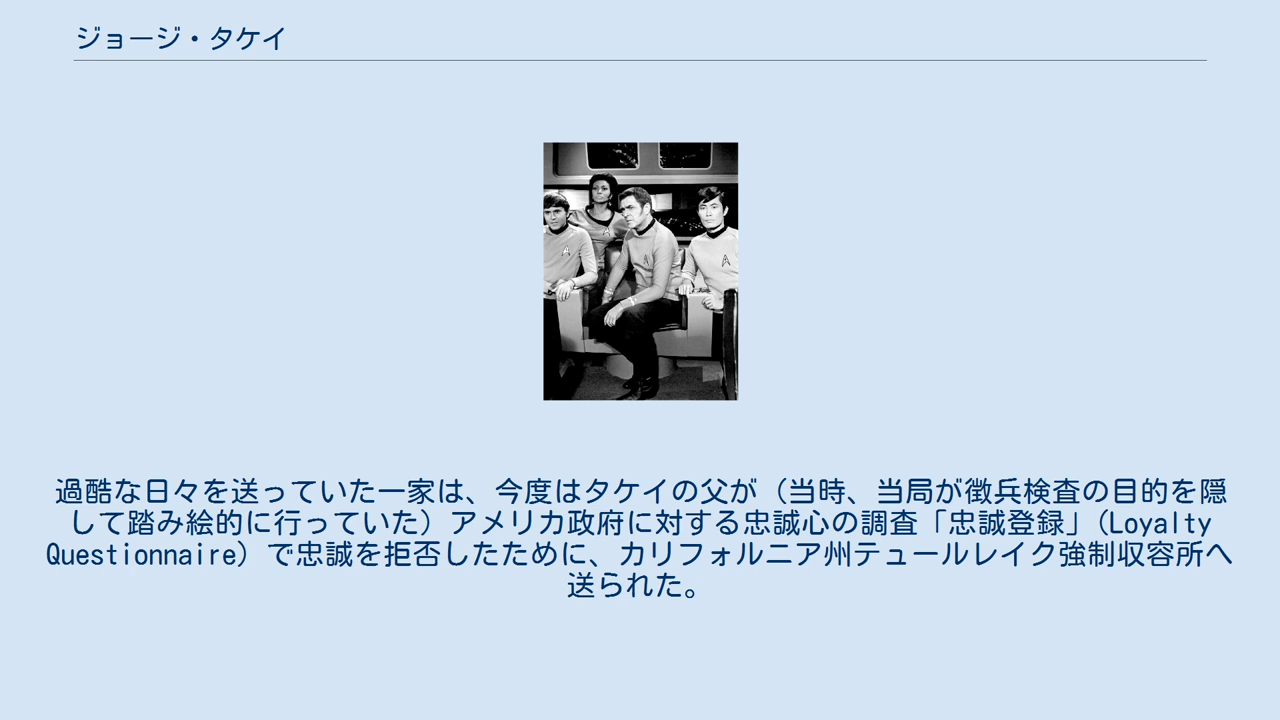 ジョージ・タケイ
過酷な日々を送っていた一家は、今度はタケイの父が（当時、当局が徴兵検査の目的を隠
して踏み絵的に行っていた）アメリカ政府に対する忠誠心の調査「忠誠登録」(Loyalty
Questionnaire) で忠誠を拒否したために、カリフォルニア州テュールレイク強制収容所へ
送られた。